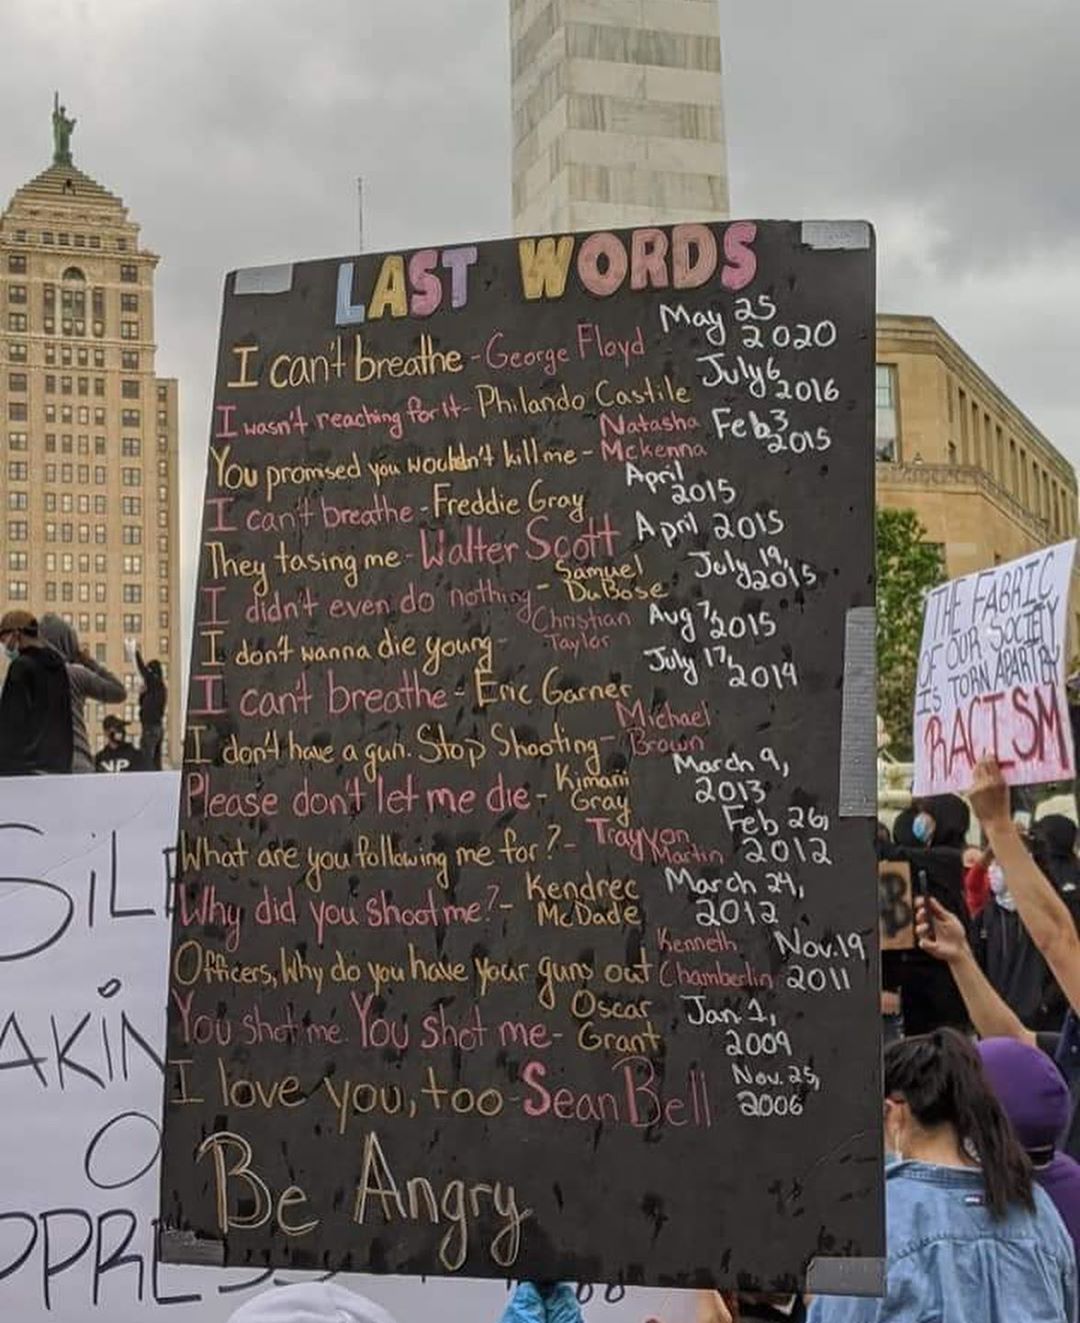 LAST WORDS
I can't breathe - George Floyd May 25 2020
I wasn't reaching for it - Philando Castile July 6 2016
You promised you wouldn't kill me - Natasha Mckenna Feb 3 2015
I can't breathe - Freddie Gray April 2015
They tasing me - Walter Scott April 2015
I didn't even do nothing - Samuel DuBose July 19, 2015
I don't wanna die young - Christian Taylor Aug 7, 2015
I can't breathe - Eric Garner July 17, 2014
I don't have a gun. Stop Shooting - Michael Brown
Please don't let me die - Kimani Gray March 9, 2013
What are you following me for? - Trayvon Martin Feb 26, 2012
Why did you shoot me? - Kendrec McDade March 24, 2012
Officers, Why do you have your guns out Kenneth Chamberlin Nov. 19 2011
You shot me. You shot me - Oscar Grant Jan. 1, 2009
I love you, too - Sean Bell Nov. 25, 2006
Be Angry
THE FABRIC
OF OUR SOCIETY
IS TORN APART BY
RACISM
SiL
AKIN
O
PPRESS